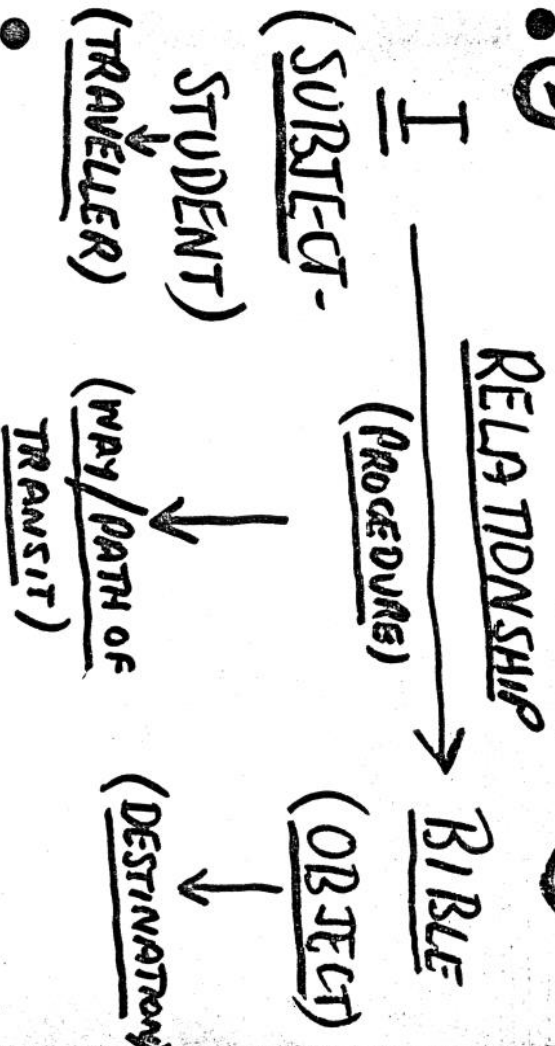 RELATIONSHIP
I
BIBLE
(PROCEDURE)
(SUBJECT-
STUDENT)
(OBJECT)
(TRAVELLER)
(WAY/PATH OF
TRANSIT)
(DESTINATION)